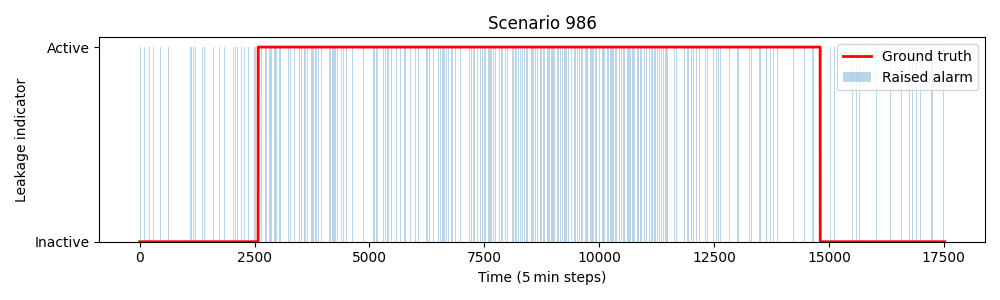 Scenario 986
Active
Inactive
Leakage indicator
Ground truth
Raised alarm
0 2500 5000 7500 10000 12500 15000 17500
Time (5 min steps)